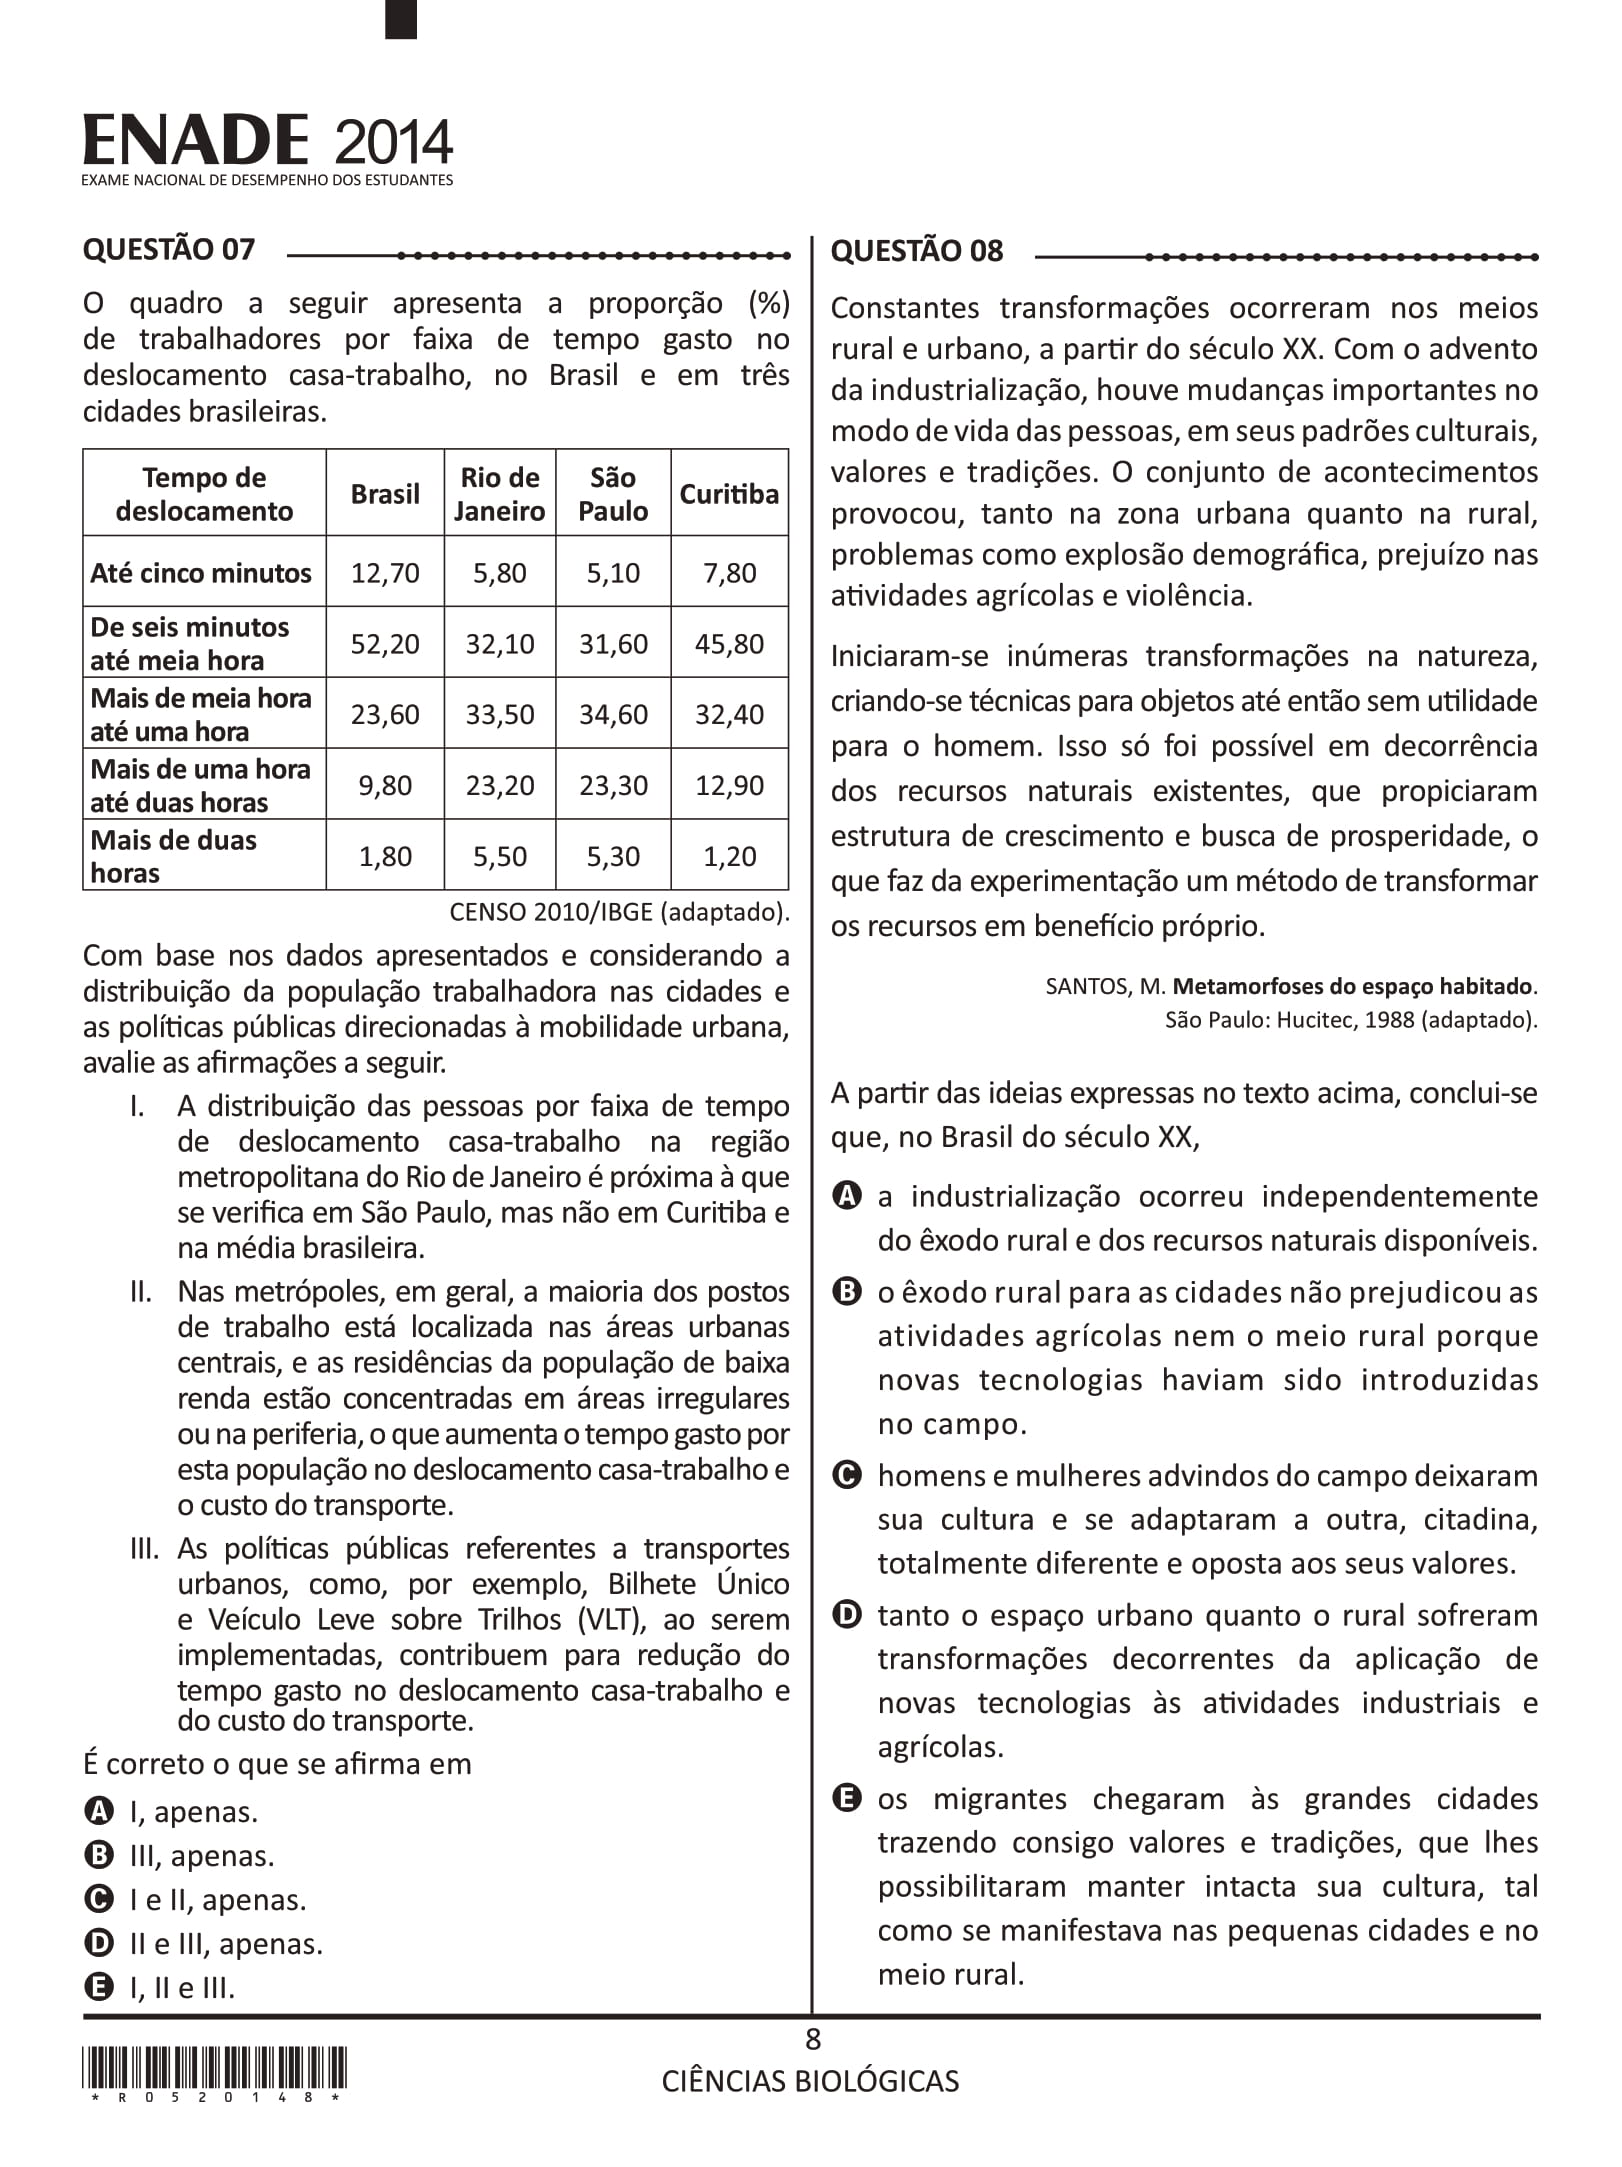 ENADE 2014
EXAME NACIONAL DE DESEMPENHO DOS ESTUDANTES
QUESTÃO 07
O quadro a seguir apresenta a proporção (%)
de trabalhadores por faixa de tempo gasto no
deslocamento casa-trabalho, no Brasil e em três
cidades brasileiras.
Tempo de deslocamento Brasil Rio de Janeiro São Paulo Curitiba
Até cinco minutos 12,70 5,80 5,10 7,80
De seis minutos até meia hora 52,20 32,10 31,60 45,80
Mais de meia hora até uma hora 23,60 33,50 34,60 32,40
Mais de uma hora até duas horas 9,80 23,20 23,30 12,90
Mais de duas horas 1,80 5,50 5,30 1,20
CENSO 2010/IBGE (adaptado).
Com base nos dados apresentados e considerando a
distribuição da população trabalhadora nas cidades e
as políticas públicas direcionadas à mobilidade urbana,
avalie as afirmações a seguir.
I. A distribuição das pessoas por faixa de tempo
de deslocamento casa-trabalho na região
metropolitana do Rio de Janeiro é próxima à que
se verifica em São Paulo, mas não em Curitiba e
na média brasileira.
II. Nas metrópoles, em geral, a maioria dos postos
de trabalho está localizada nas áreas urbanas
centrais, e as residências da população de baixa
renda estão concentradas em áreas irregulares
ou na periferia, o que aumenta o tempo gasto por
esta população no deslocamento casa-trabalho e
o custo do transporte.
III. As políticas públicas referentes a transportes
urbanos, como, por exemplo, Bilhete Único
e Veículo Leve sobre Trilhos (VLT), ao serem
implementadas, contribuem para redução do
tempo gasto no deslocamento casa-trabalho e
do custo do transporte.
É correto o que se afirma em
A I, apenas.
B III, apenas.
C I e II, apenas.
D II e III, apenas.
E I, II e III.
QUESTÃO 08
Constantes transformações ocorreram nos meios
rural e urbano, a partir do século XX. Com o advento
da industrialização, houve mudanças importantes no
modo de vida das pessoas, em seus padrões culturais,
valores e tradições. O conjunto de acontecimentos
provocou, tanto na zona urbana quanto na rural,
problemas como explosão demográfica, prejuízo nas
atividades agrícolas e violência.
Iniciaram-se inúmeras transformações na natureza,
criando-se técnicas para objetos até então sem utilidade
para o homem. Isso só foi possível em decorrência
dos recursos naturais existentes, que propiciaram
estrutura de crescimento e busca de prosperidade, o
que faz da experimentação um método de transformar
os recursos em benefício próprio.
SANTOS, M. Metamorfoses do espaço habitado.
São Paulo: Hucitec, 1988 (adaptado).
A partir das ideias expressas no texto acima, conclui-se
que, no Brasil do século XX,
A a industrialização ocorreu independentemente
do êxodo rural e dos recursos naturais disponíveis.
B o êxodo rural para as cidades não prejudicou as
atividades agrícolas nem o meio rural porque
novas tecnologias haviam sido introduzidas
no campo.
C homens e mulheres advindos do campo deixaram
sua cultura e se adaptaram a outra, citadina,
totalmente diferente e oposta aos seus valores.
D tanto o espaço urbano quanto o rural sofreram
transformações decorrentes da aplicação de
novas tecnologias às atividades industriais e
agrícolas.
E os migrantes chegaram às grandes cidades
trazendo consigo valores e tradições, que lhes
possibilitaram manter intacta sua cultura, tal
como se manifestava nas pequenas cidades e no
meio rural.
8
CIÊNCIAS BIOLÓGICAS
* R 0 5 2 0 1 4 8 *